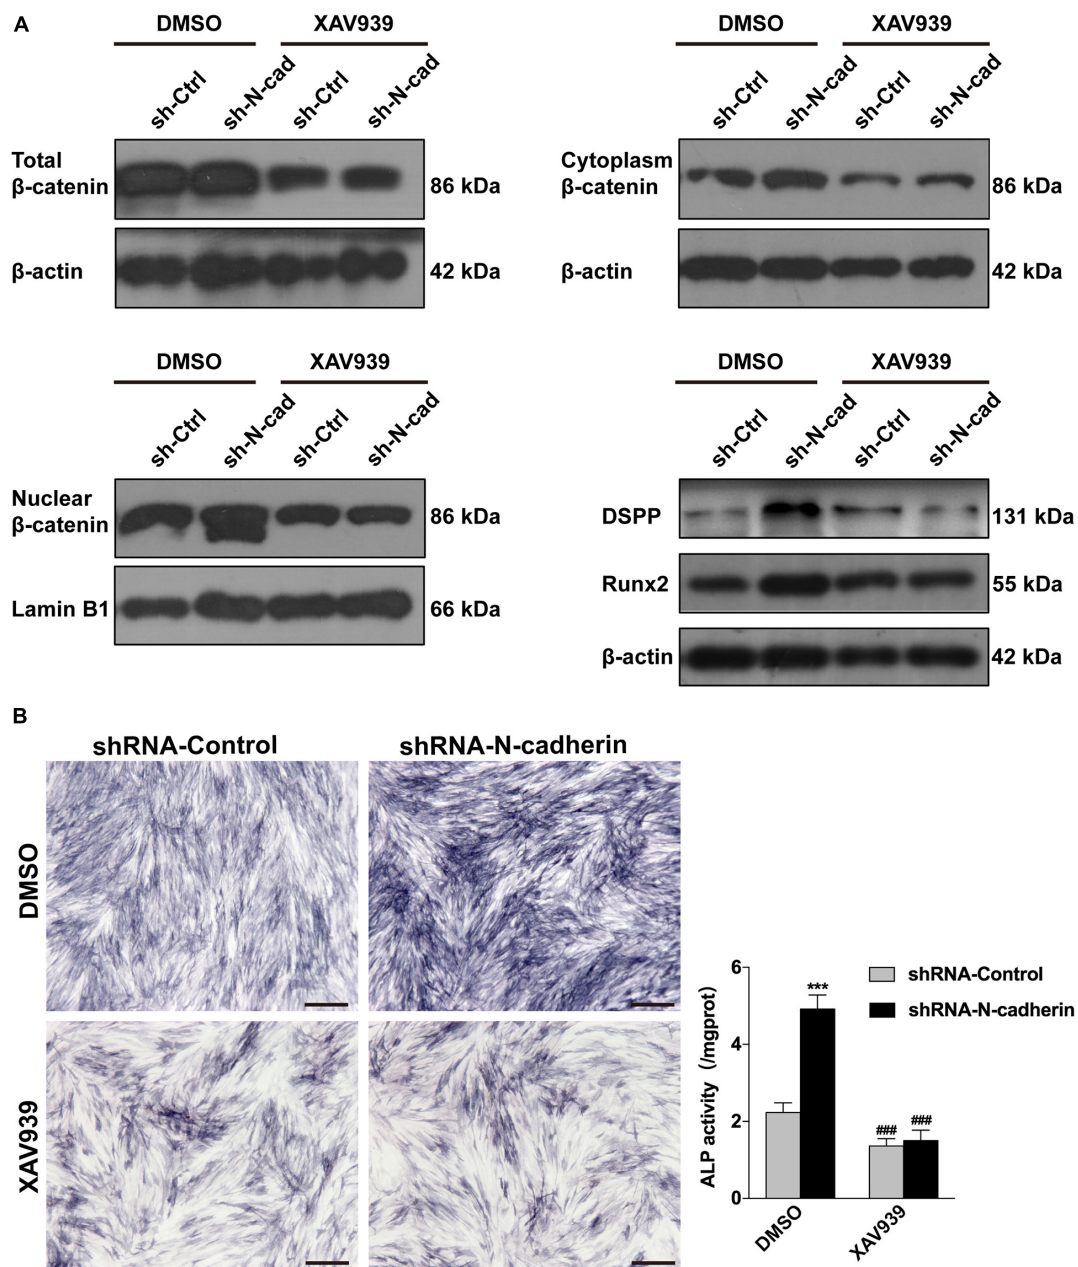 A
DMSO XAV939
sh-Ctrl sh-N-cad sh-Ctrl sh-N-cad
Total
β-catenin
86 kDa
β-actin
42 kDa
DMSO XAV939
sh-Ctrl sh-N-cad sh-Ctrl sh-N-cad
Cytoplasm
β-catenin
86 kDa
β-actin
42 kDa
DMSO XAV939
sh-Ctrl sh-N-cad sh-Ctrl sh-N-cad
Nuclear
β-catenin
86 kDa
Lamin B1
66 kDa
DMSO XAV939
sh-Ctrl sh-N-cad sh-Ctrl sh-N-cad
DSPP
131 kDa
Runx2
55 kDa
β-actin
42 kDa
B
shRNA-Control shRNA-N-cadherin
DMSO
XAV939
ALP activity (/mgprot)
6
4
2
0
***
###
###
DMSO
XAV939
shRNA-Control
shRNA-N-cadherin